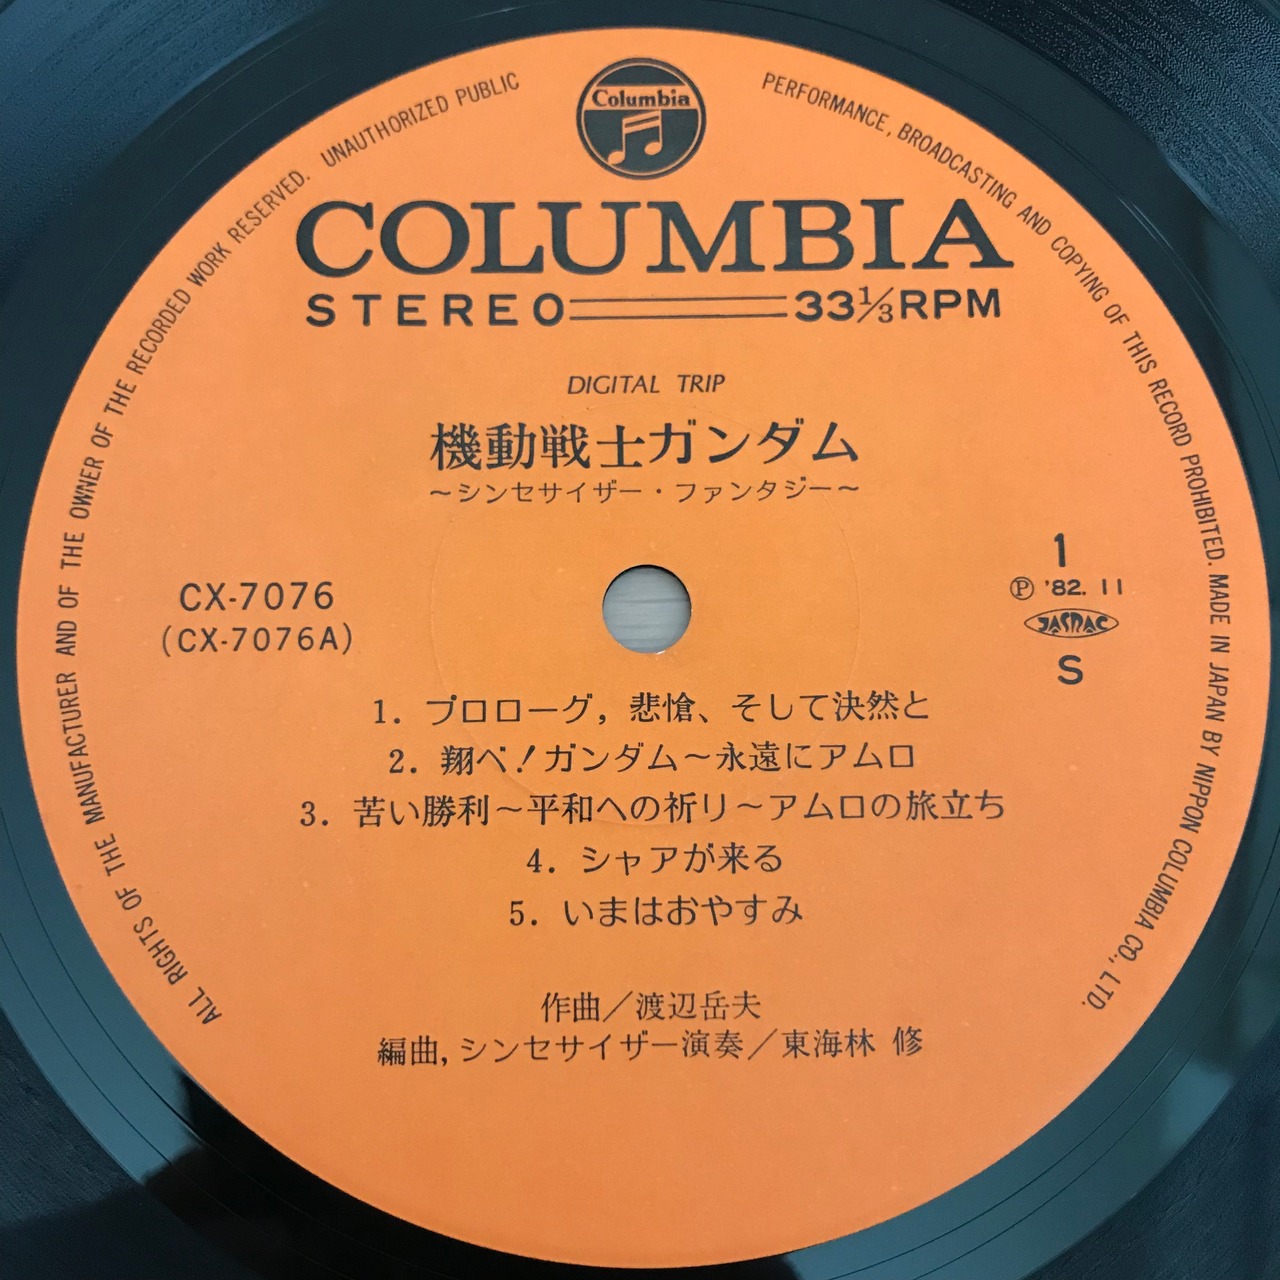 ALL RIGHTS OF THE MANUFACTURER AND OF THE OWNER OF THE RECORDED WORK RESERVED. UNAUTHORIZED PUBLIC PERFORMANCE, BROADCASTING AND COPYING OF THIS RECORD PROHIBITED. MADE IN JAPAN BY NIPPON COLUMBIA CO., LTD.
Columbia
COLUMBIA
STEREO 33⅓RPM
DIGITAL TRIP
機動戦士ガンダム
〜シンセサイザー・ファンタジー〜
CX-7076
(CX-7076A)
1
Ⓟ '82. 11
JASRAC
S
1. プロローグ, 悲愴、そして決然と
2. 翔べ!ガンダム〜永遠にアムロ
3. 苦い勝利〜平和への祈り〜アムロの旅立ち
4. シャアが来る
5. いまはおやすみ
作曲／渡辺岳夫
編曲, シンセサイザー演奏／東海林 修